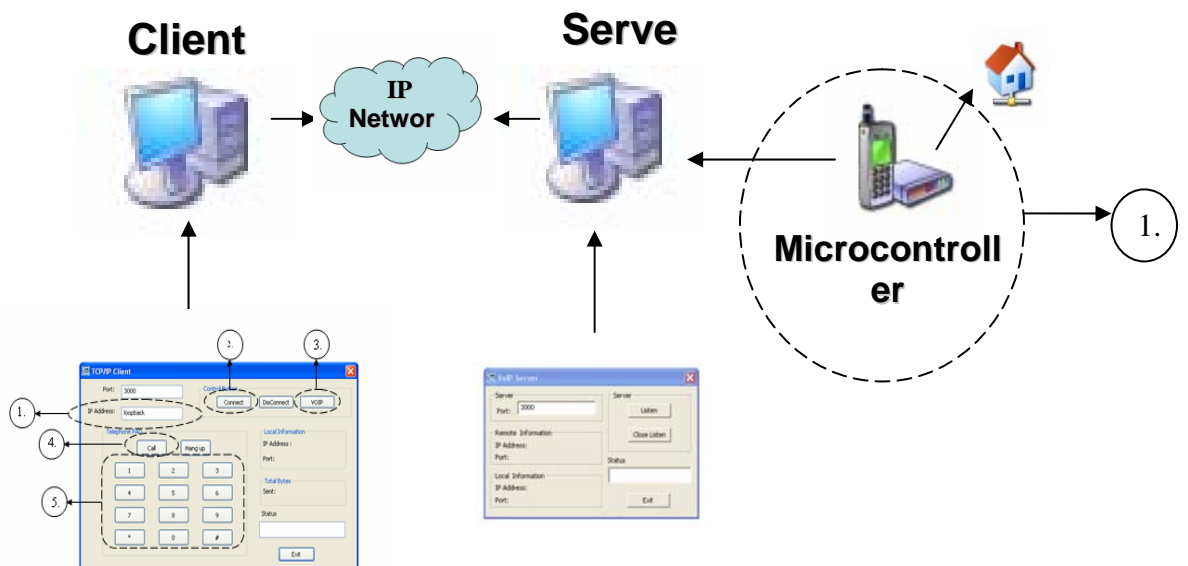 Client
Serve
IP
Networ
Microcontroll
er
1.
2.
3.
1.
4.
5.
TCP/IP Client
Port: 3000
IP Address: loopback
Connect DisConnect VOIP
Call Hang up
1 2 3
4 5 6
7 8 9
* 0 #
Local Information
IP Address :
Port:
Total Bytes
Sent:
Status
Exit
VoIP Server
Server
Port: 3000
Remote Information
IP Address:
Port:
Local Information
IP Address:
Port:
Server
Listen
Close Listen
Status
Exit